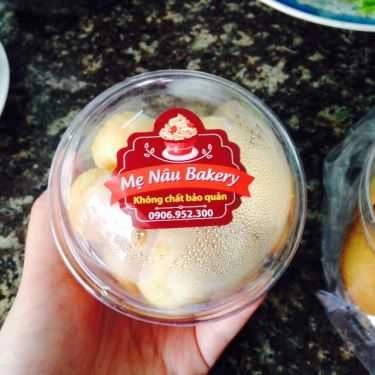 Mẹ Nâu Bakery
Không chất bảo quản
0906.952.300